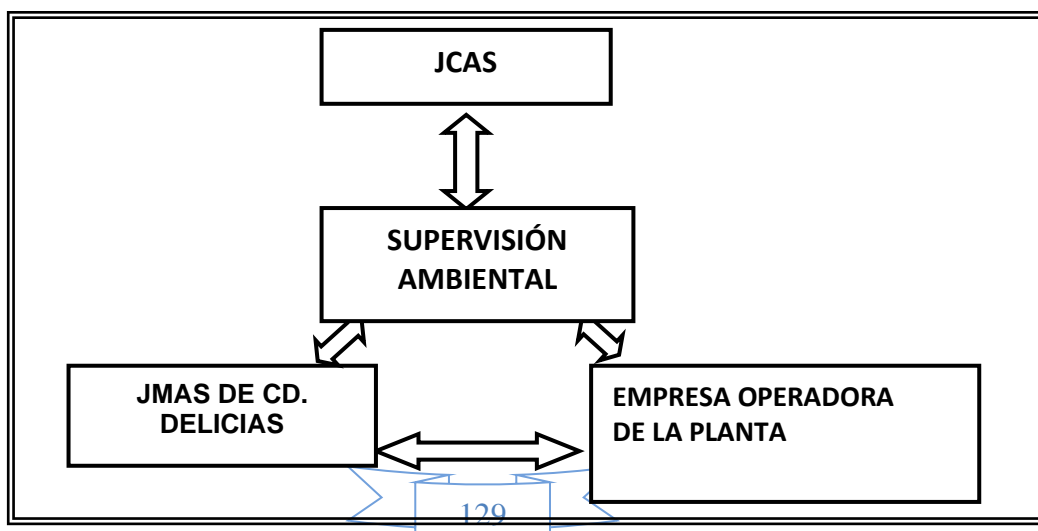 JCAS
SUPERVISIÓN
AMBIENTAL
JMAS DE CD.
DELICIAS
EMPRESA OPERADORA
DE LA PLANTA
129